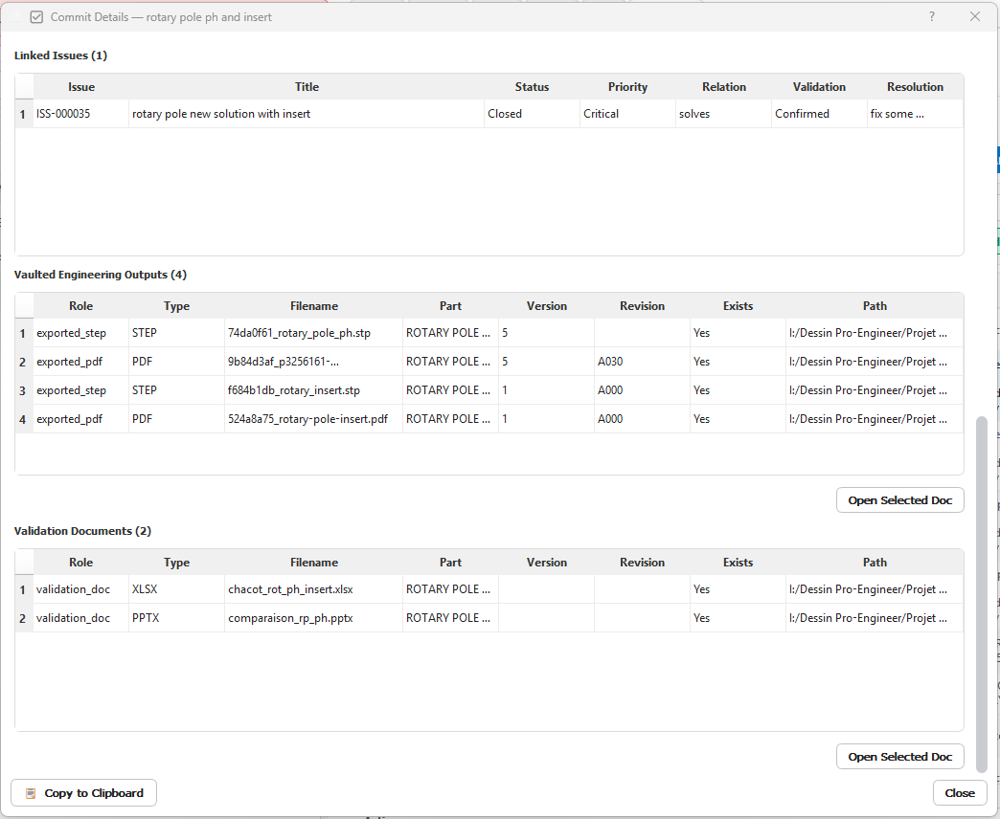 Commit Details — rotary pole ph and insert ?
Linked Issues (1)
Issue Title Status Priority Relation Validation Resolution
1 ISS-000035 rotary pole new solution with insert Closed Critical solves Confirmed fix some ...
Vaulted Engineering Outputs (4)
Role Type Filename Part Version Revision Exists Path
1 exported_step STEP 74da0f61_rotary_pole_ph.stp ROTARY POLE ... 5 Yes I:/Dessin Pro-Engineer/Projet ...
2 exported_pdf PDF 9b84d3af_p3256161-... ROTARY POLE ... 5 A030 Yes I:/Dessin Pro-Engineer/Projet ...
3 exported_step STEP f684b1db_rotary_insert.stp ROTARY POLE ... 1 A000 Yes I:/Dessin Pro-Engineer/Projet ...
4 exported_pdf PDF 524a8a75_rotary-pole-insert.pdf ROTARY POLE ... 1 A000 Yes I:/Dessin Pro-Engineer/Projet ...
Open Selected Doc
Validation Documents (2)
Role Type Filename Part Version Revision Exists Path
1 validation_doc XLSX chacot_rot_ph_insert.xlsx ROTARY POLE ... Yes I:/Dessin Pro-Engineer/Projet ...
2 validation_doc PPTX comparaison_rp_ph.pptx ROTARY POLE ... Yes I:/Dessin Pro-Engineer/Projet ...
Open Selected Doc
Copy to Clipboard Close